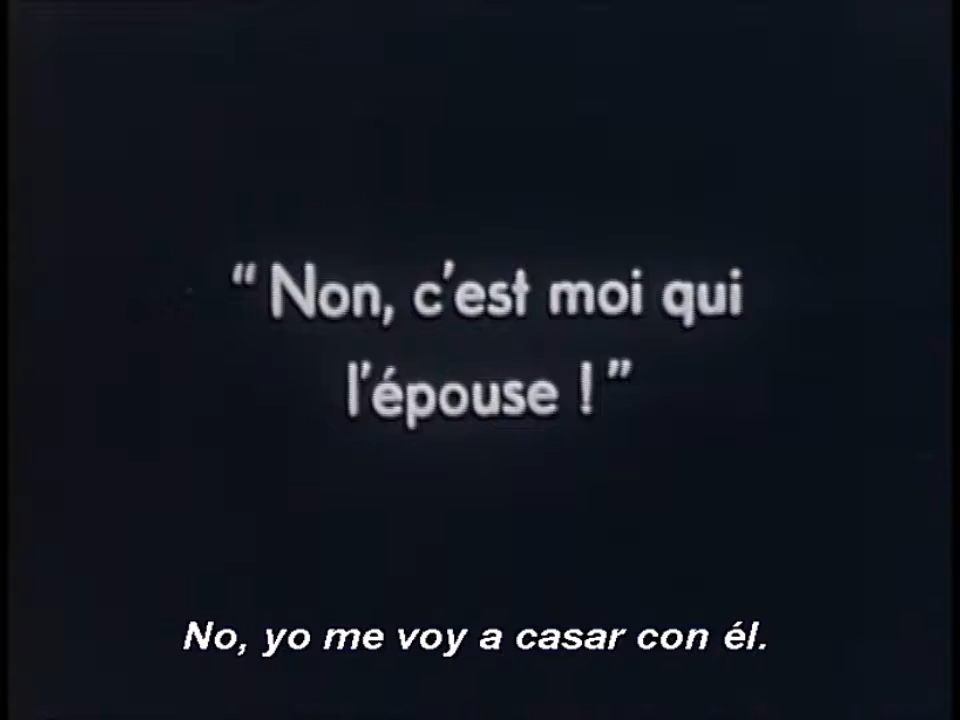 “Non, c'est moi qui
l'épouse !”
No, yo me voy a casar con él.